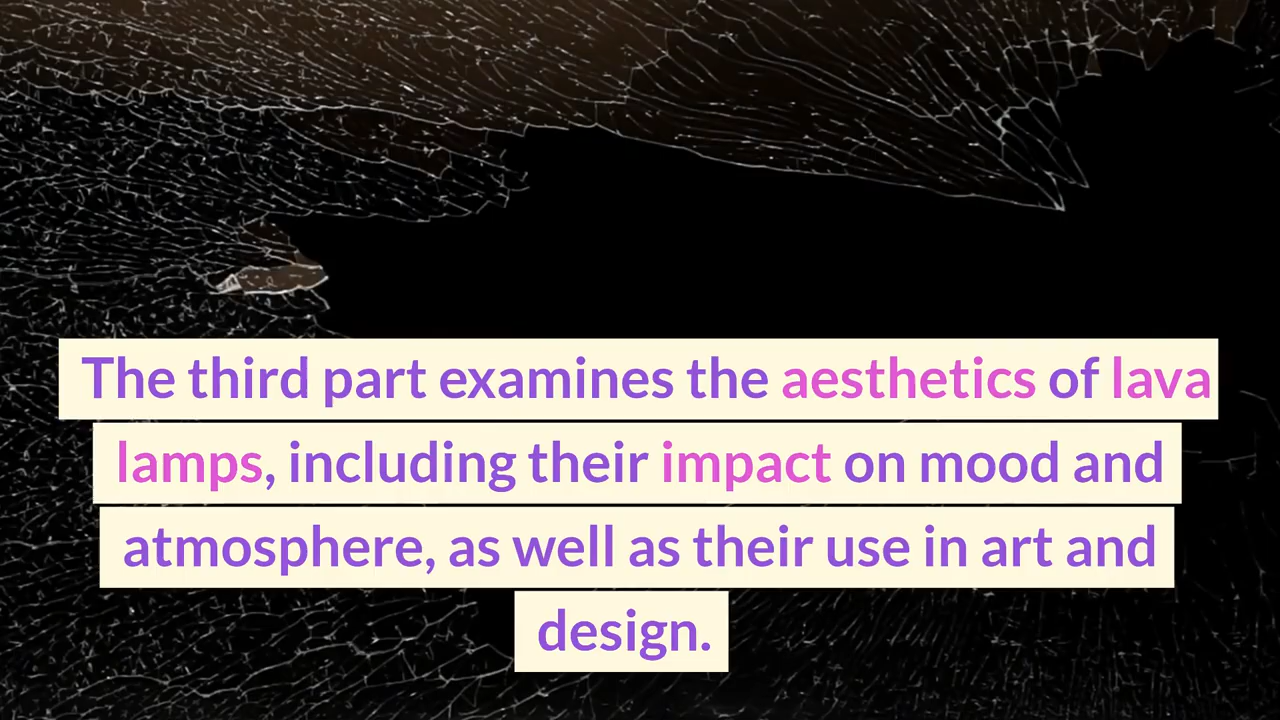 The third part examines the aesthetics of lava
lamps, including their impact on mood and
atmosphere, as well as their use in art and
design.